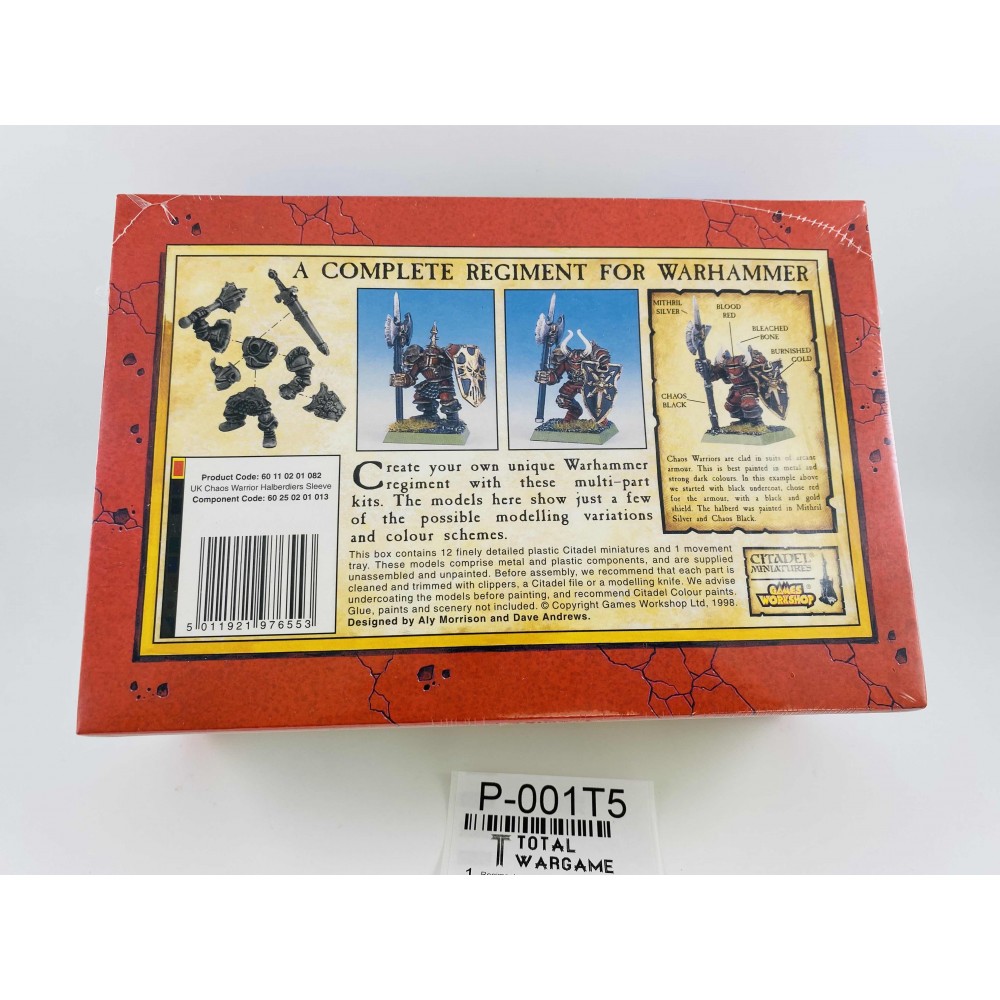 A COMPLETE REGIMENT FOR WARHAMMER
MITHRIL
SILVER
BLOOD
RED
BLEACHED
BONE
BURNISHED
GOLD
CHAOS
BLACK
Chaos Warriors are clad in suits of arcane
armour. This is best painted in metal and
strong dark colours. In this example above
we started with black undercoat, chose red
for the armour, with a black and gold
shield. The halberd was painted in Mithril
Silver and Chaos Black.
Create your own unique Warhammer
regiment with these multi-part
kits. The models here show just a few
of the possible modelling variations
and colour schemes.
Product Code: 60 11 02 01 082
UK Chaos Warrior Halberdiers Sleeve
Component Code: 60 25 02 01 013
5 011921 976553
This box contains 12 finely detailed plastic Citadel miniatures and 1 movement
tray. These models comprise metal and plastic components, and are supplied
unassembled and unpainted. Before assembly, we recommend that each part is
cleaned and trimmed with clippers, a Citadel file or a modelling knife. We advise
undercoating the models before painting, and recommend Citadel Colour paints.
Glue, paints and scenery not included. © Copyright Games Workshop Ltd, 1998.
Designed by Aly Morrison and Dave Andrews.
CITADEL
MINIATURES
GAMES
WORKSHOP
P-001T5
TOTAL
WARGAME